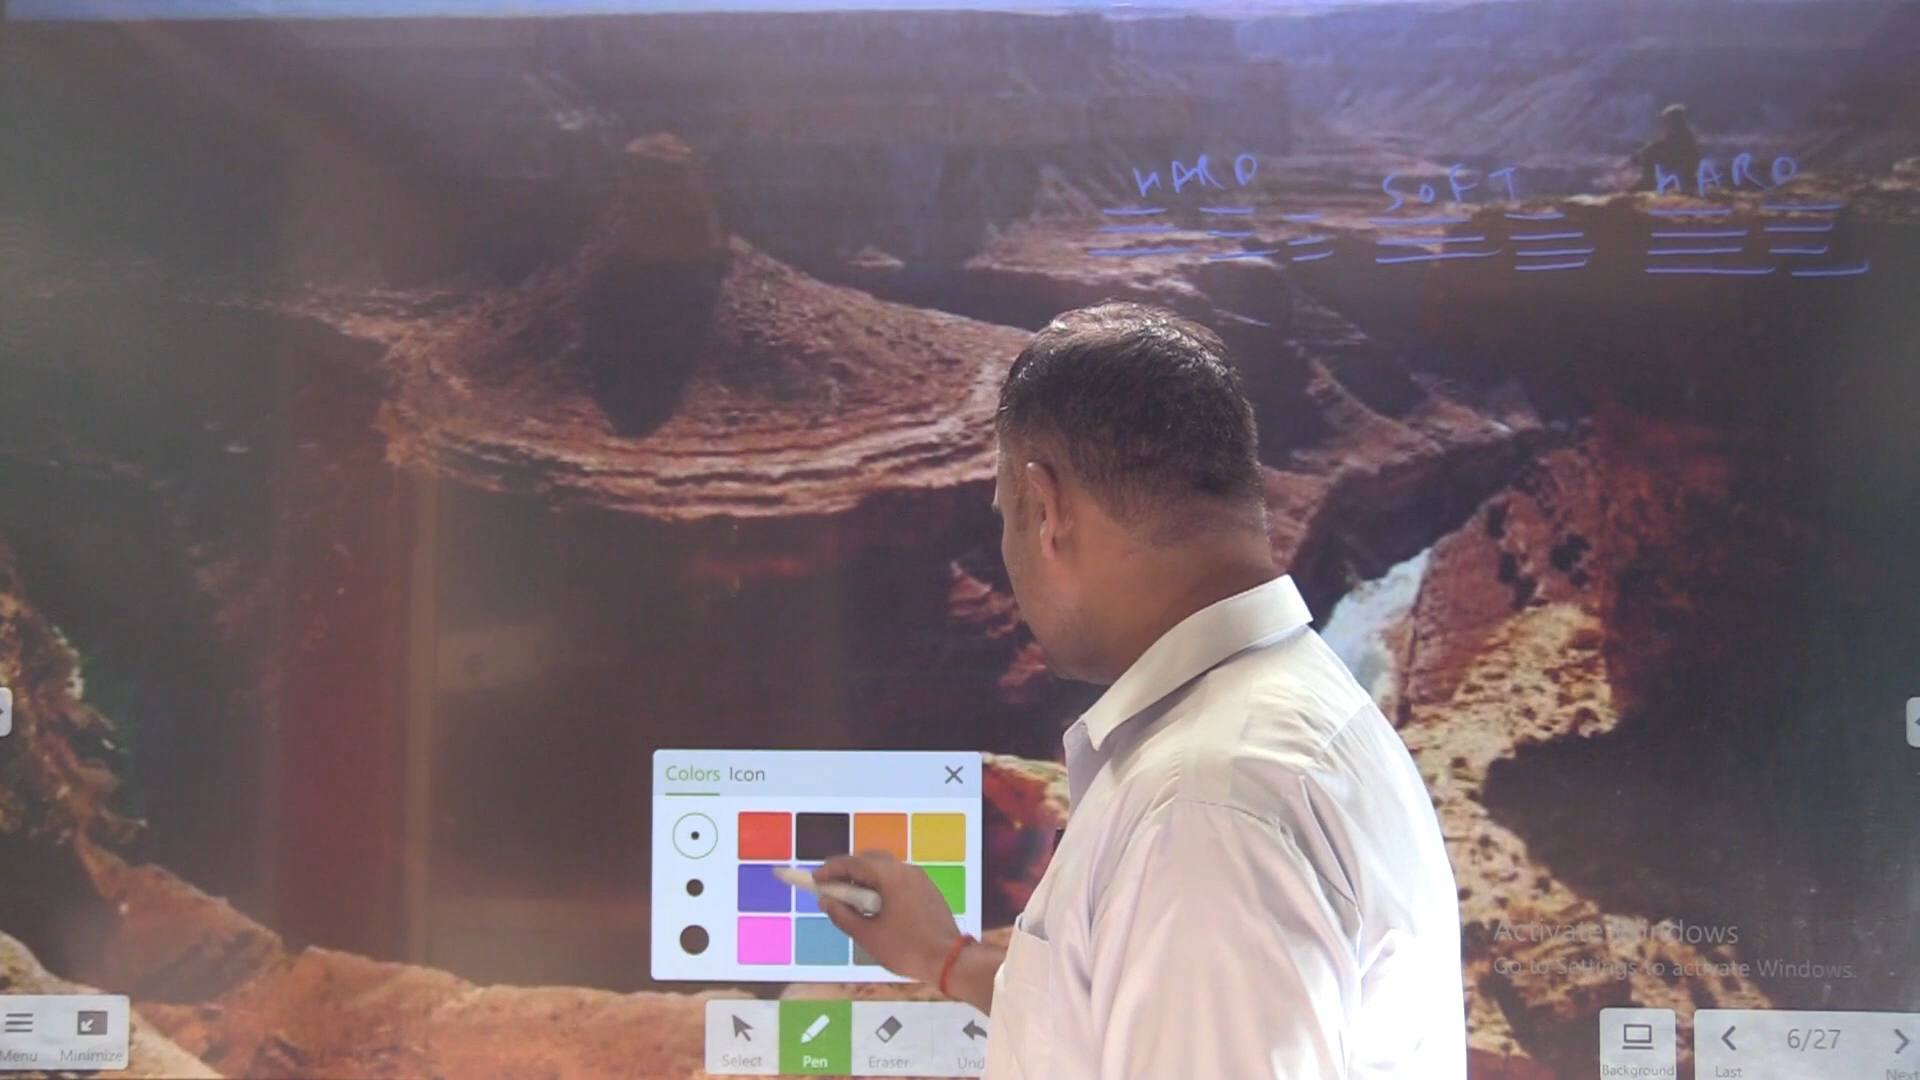 HARD SOFT HARD
Colors Icon
Activate Windows
Go to Settings to activate Windows.
Menu Minimize
Select Pen Eraser
Background
6/27
Last Next